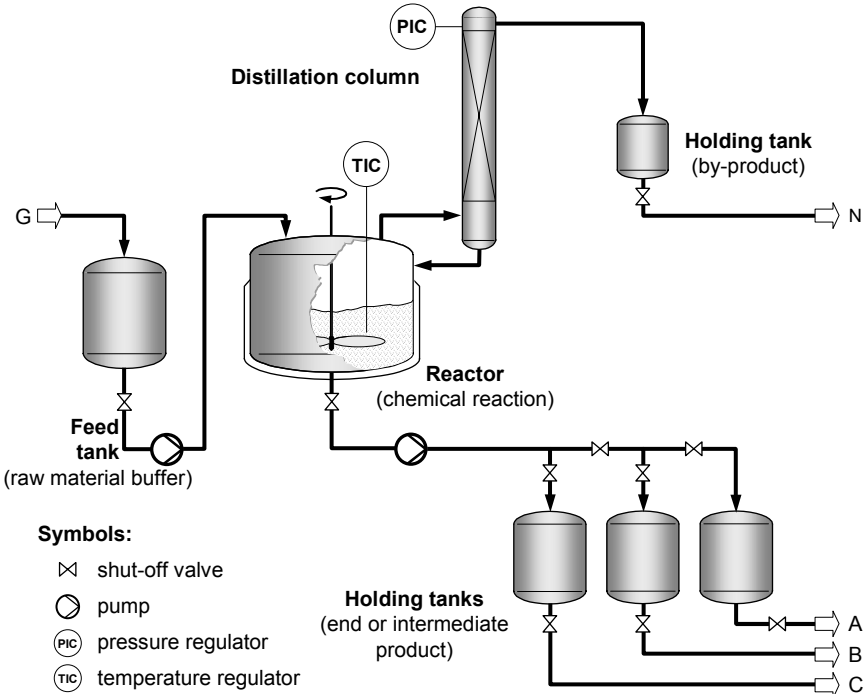 PIC
Distillation column
Holding tank
(by-product)
TIC
G
N
Reactor
(chemical reaction)
Feed
tank
(raw material buffer)
Symbols:
shut-off valve
pump
PIC pressure regulator
TIC temperature regulator
Holding tanks
(end or intermediate
product)
A
B
C